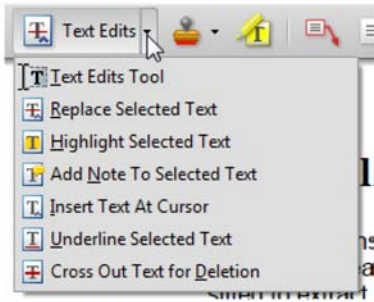 Text Edits
Text Edits Tool
Replace Selected Text
Highlight Selected Text
Add Note To Selected Text
Insert Text At Cursor
Underline Selected Text
Cross Out Text for Deletion